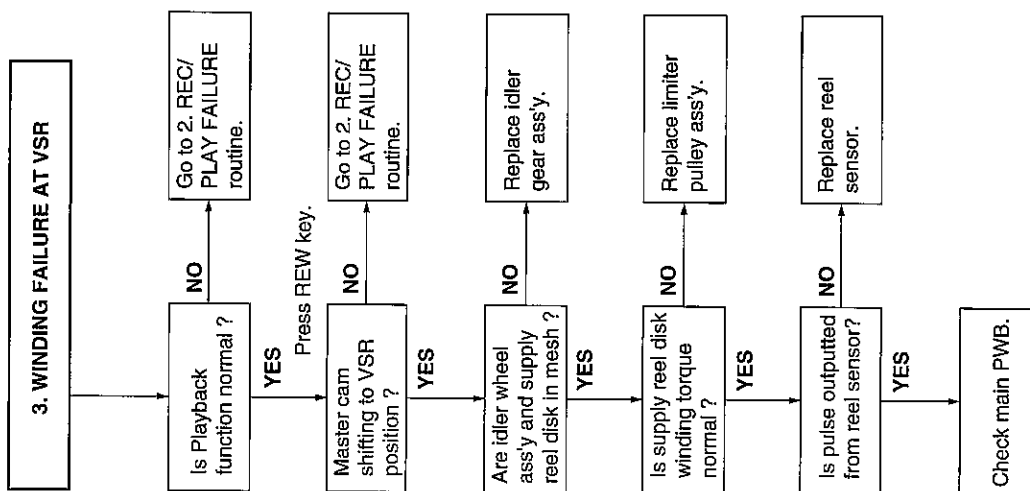 3. WINDING FAILURE AT VSR
Is Playback
function normal ?
NO
Go to 2. REC/
PLAY FAILURE
routine.
YES
Press REW key.
Master cam
shifting to VSR
position ?
NO
Go to 2. REC/
PLAY FAILURE
routine.
YES
Are idler wheel
ass'y and supply
reel disk in mesh ?
NO
Replace idler
gear ass'y.
YES
Is supply reel disk
winding torque
normal ?
NO
Replace limiter
pulley ass'y.
YES
Is pulse outputted
from reel sensor?
NO
Replace reel
sensor.
YES
Check main PWB.